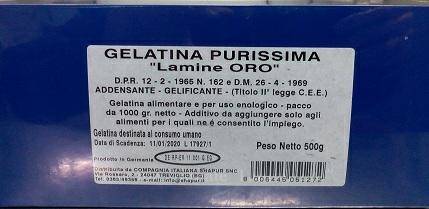 GELATINA PURISSIMA
"Lamine ORO"
D.P.R. 12 - 2 - 1965 N. 162 e D.M. 26 - 4 - 1969
ADDENSANTE - GELIFICANTE - (Titolo II° legge C.E.E.)
Gelatina alimentare e per uso enologico - pacco
da 1000 gr. netto - Additivo da aggiungere solo agli
alimenti per i quali ne é consentito l'impiego.
Gelatina destinata al consumo umano
Data di Scadenza: 11/01/2020 L 17927/1
Peso Netto 500g
Prodotto in Germania
Distribuita da COMPAGNIA ITALIANA SHAPUR SNC
Via Rossaro, 2 - 24047 TREVIGLIO (BG)
8 006445 051272